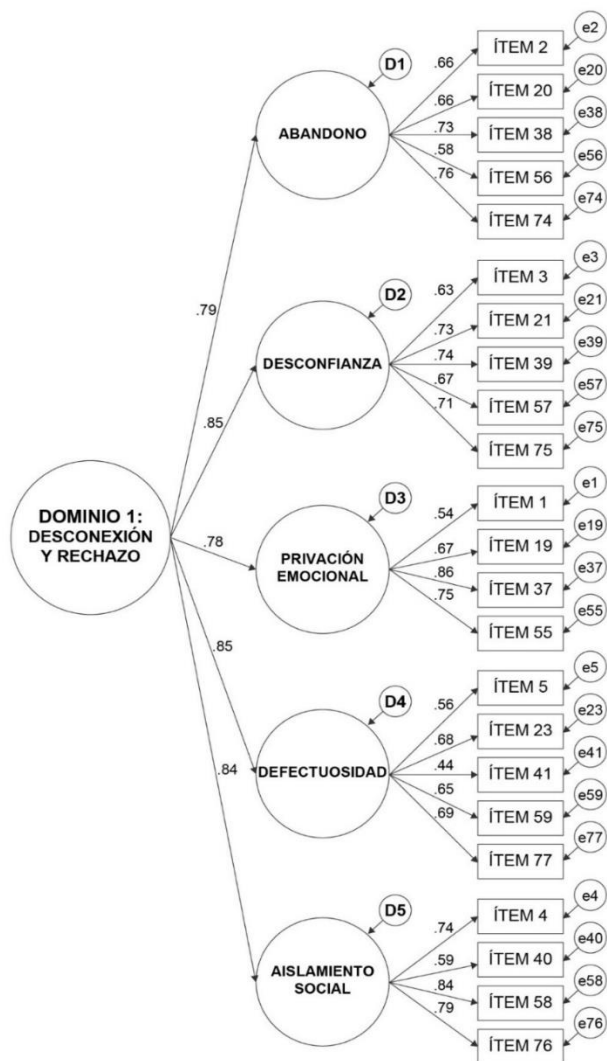 DOMINIO 1:
DESCONEXIÓN
Y RECHAZO
.79
.85
.78
.85
.84
D1
ABANDONO
.66
ÍTEM 2
e2
.66
ÍTEM 20
e20
.73
ÍTEM 38
e38
.58
ÍTEM 56
e56
.76
ÍTEM 74
e74
D2
DESCONFIANZA
.63
ÍTEM 3
e3
.73
ÍTEM 21
e21
.74
ÍTEM 39
e39
.67
ÍTEM 57
e57
.71
ÍTEM 75
e75
D3
PRIVACIÓN
EMOCIONAL
.54
ÍTEM 1
e1
.67
ÍTEM 19
e19
.86
ÍTEM 37
e37
.75
ÍTEM 55
e55
D4
DEFECTUOSIDAD
.56
ÍTEM 5
e5
.68
ÍTEM 23
e23
.44
ÍTEM 41
e41
.65
ÍTEM 59
e59
.69
ÍTEM 77
e77
D5
AISLAMIENTO
SOCIAL
.74
ÍTEM 4
e4
.59
ÍTEM 40
e40
.84
ÍTEM 58
e58
.79
ÍTEM 76
e76